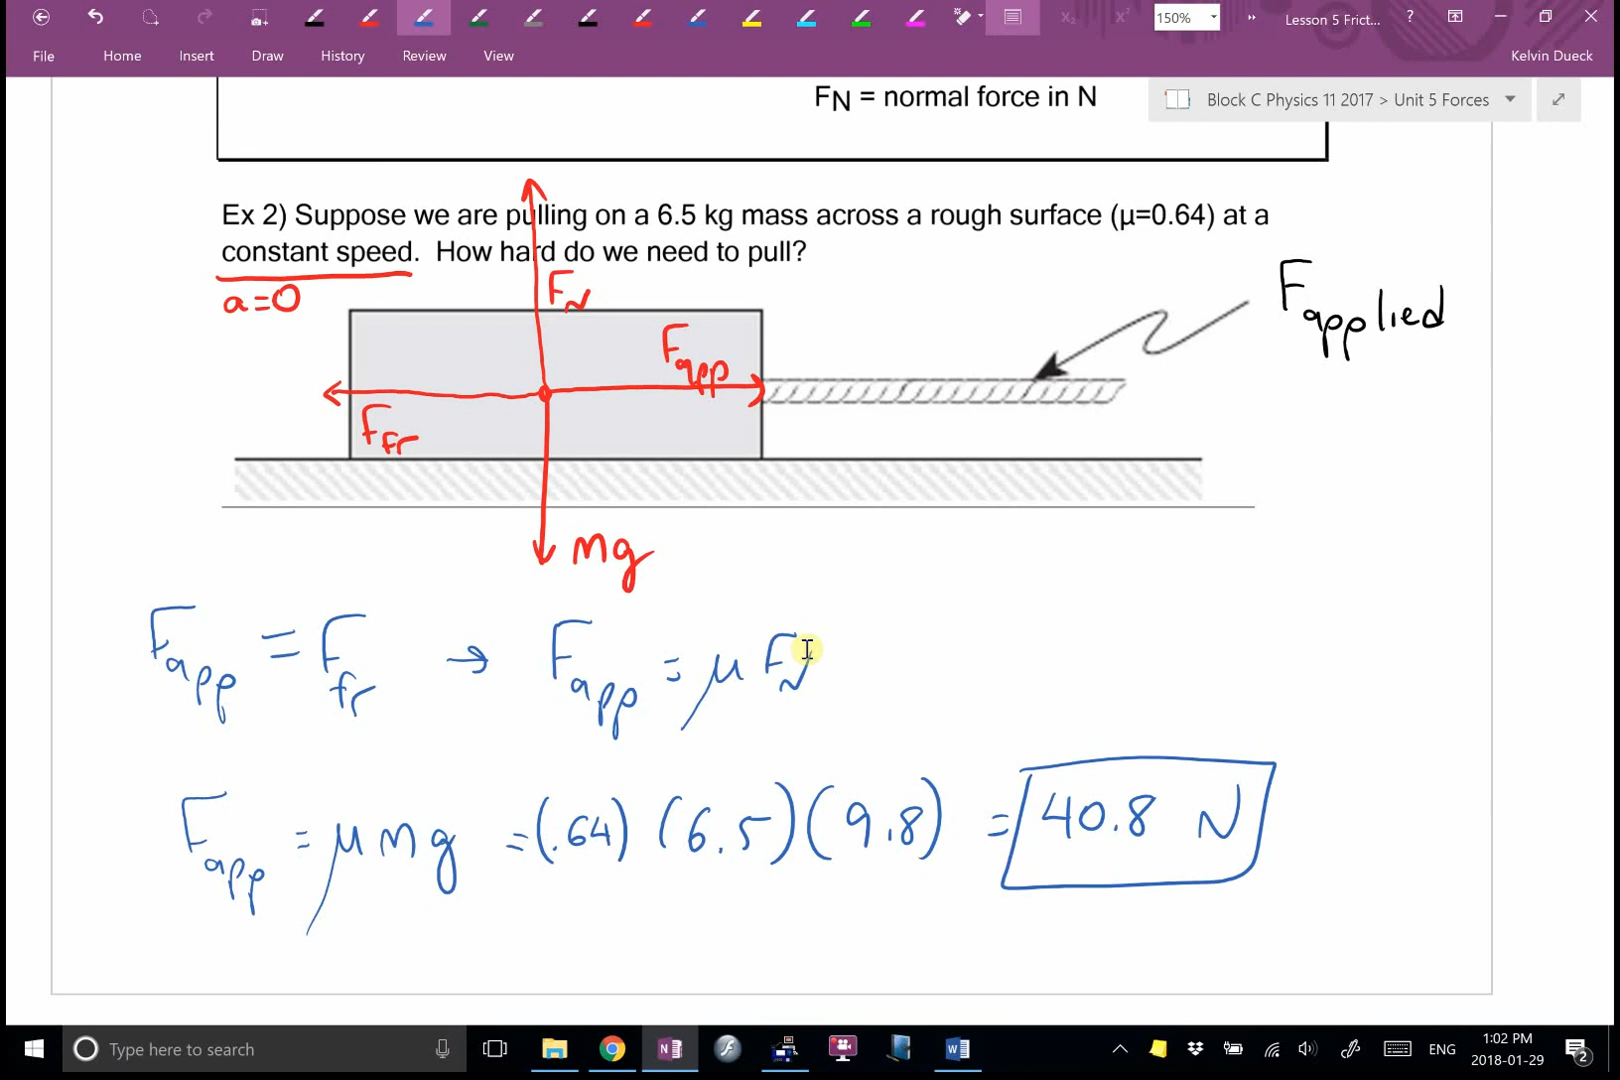 150%
X₂
X²
Lesson 5 Frict...
?
File
Home
Insert
Draw
History
Review
View
Kelvin Dueck
Block C Physics 11 2017 > Unit 5 Forces
FN = normal force in N
Ex 2) Suppose we are pulling on a 6.5 kg mass across a rough surface (μ=0.64) at a
constant speed. How hard do we need to pull?
a=0
FN
Fapplied
Fapp
Ffr
mg
Fapp = Ffr → Fapp = μ FN
Fapp = μ m g = (.64) (6.5) (9.8) = 40.8 N
Type here to search
ENG
1:02 PM
2018-01-29
2